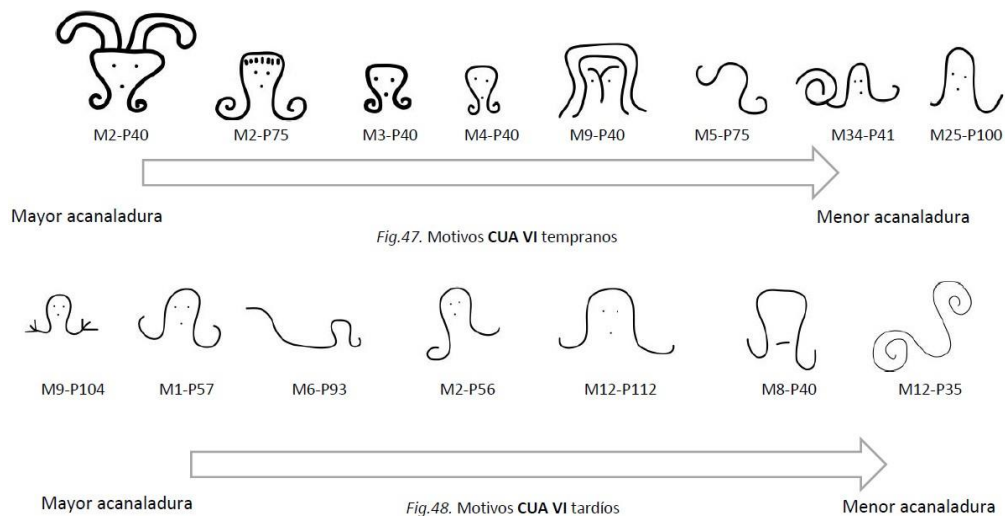 M2-P40 M2-P75 M3-P40 M4-P40 M9-P40 M5-P75 M34-P41 M25-P100
Mayor acanaladura Menor acanaladura
Fig.47. Motivos CUA VI tempranos
M9-P104 M1-P57 M6-P93 M2-P56 M12-P112 M8-P40 M12-P35
Mayor acanaladura Menor acanaladura
Fig.48. Motivos CUA VI tardíos